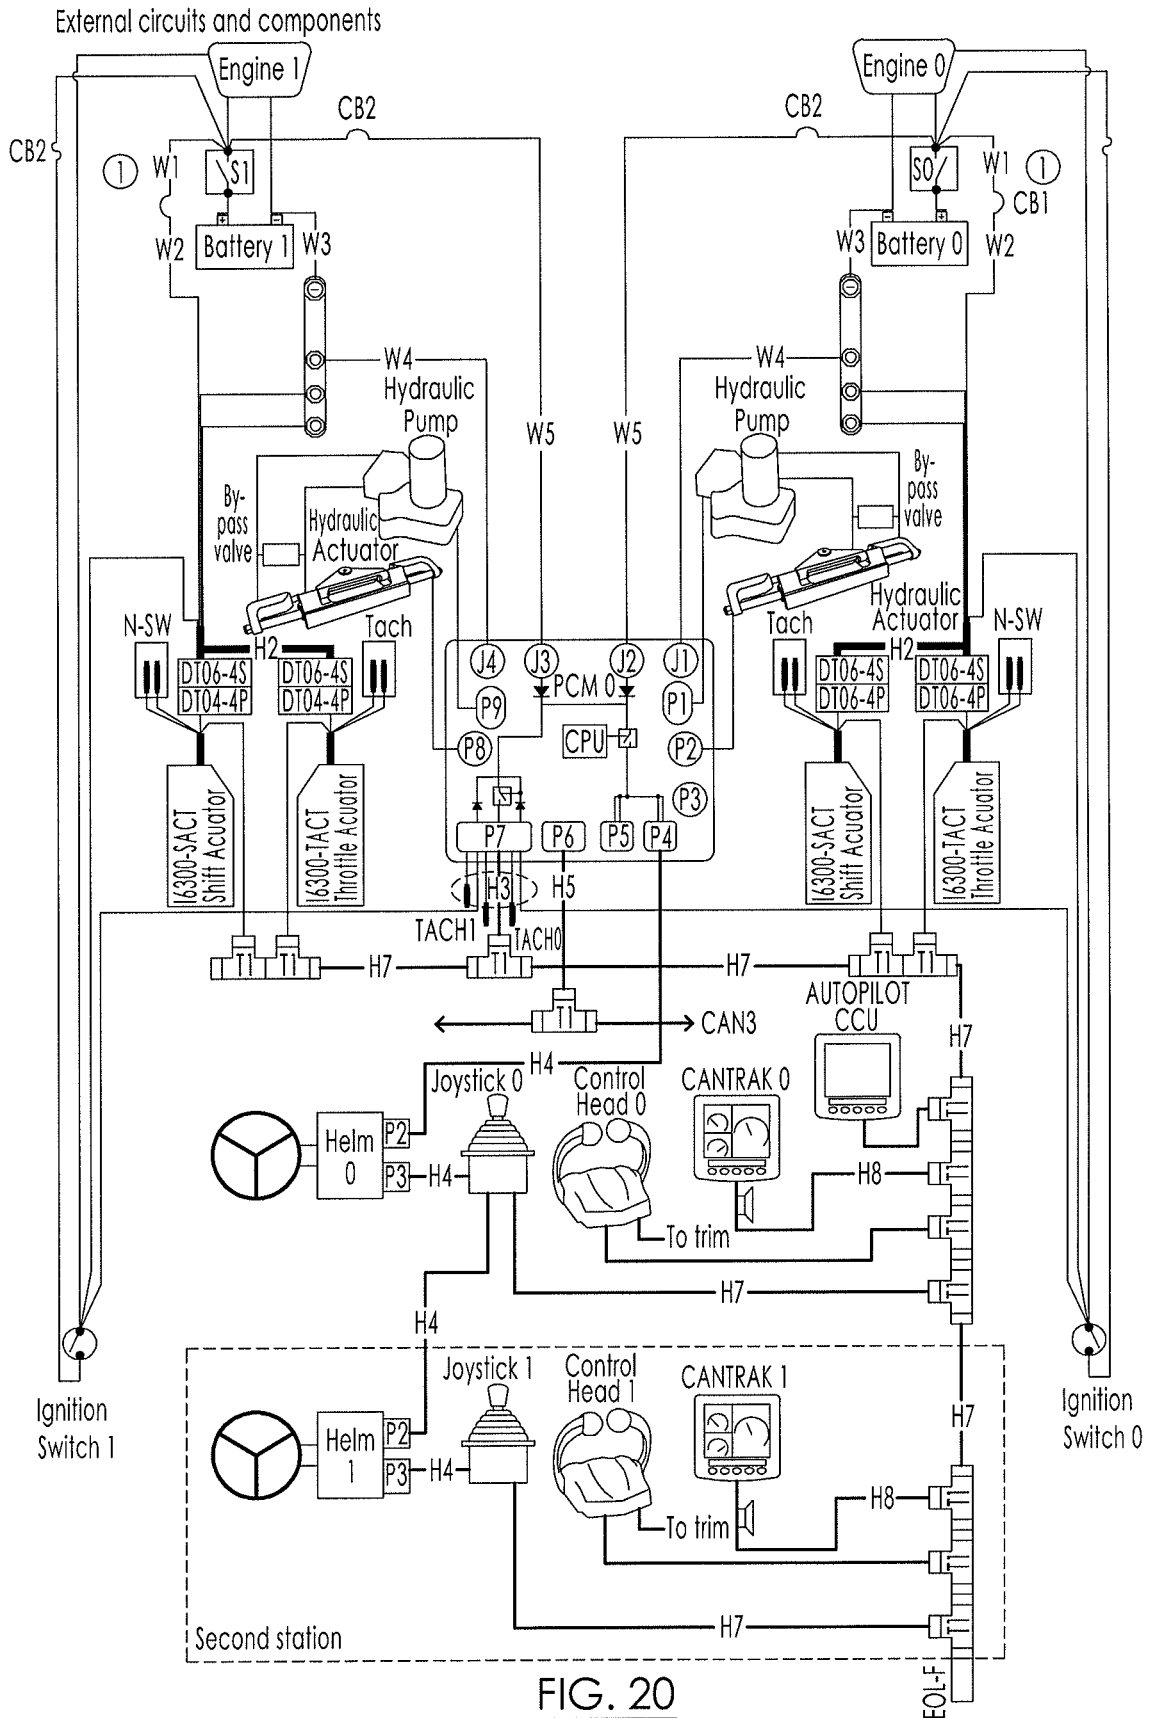 External circuits and components
Engine 1
Engine 0
CB2
CB2
CB2
1
W1
S1
S0
W1
1
CB1
W2
Battery 1
W3
W3
Battery 0
W2
+
−
−
+
−
−
W4
W4
Hydraulic
Pump
Hydraulic
Pump
W5
W5
By-
pass
valve
By-
pass
valve
Hydraulic
Actuator
Hydraulic
Actuator
N-SW
Tach
Tach
N-SW
H2
H2
DT06-4S
DT04-4P
DT06-4S
DT04-4P
DT06-4S
DT06-4P
DT06-4S
DT06-4P
J4
J3
J2
J1
PCM 0
P9
P1
P8
CPU
P2
P3
P7
P6
P5
P4
I6300-SACT
Shift Acuator
I6300-TACT
Throttle Acuator
I6300-SACT
Shift Acuator
I6300-TACT
Throttle Acuator
H3
H5
TACH1
TACH0
T1
T1
H7
T1
H7
T1
T1
T1
CAN3
AUTOPILOT
CCU
H7
H4
Joystick 0
Control
Head 0
CANTRAK 0
Helm
0
P2
P3
H4
H8
To trim
H7
H4
Joystick 1
Control
Head 1
CANTRAK 1
Ignition
Switch 1
Ignition
Switch 0
H7
Helm
1
P2
P3
H4
H8
To trim
H7
Second station
EOL-F
FIG. 20